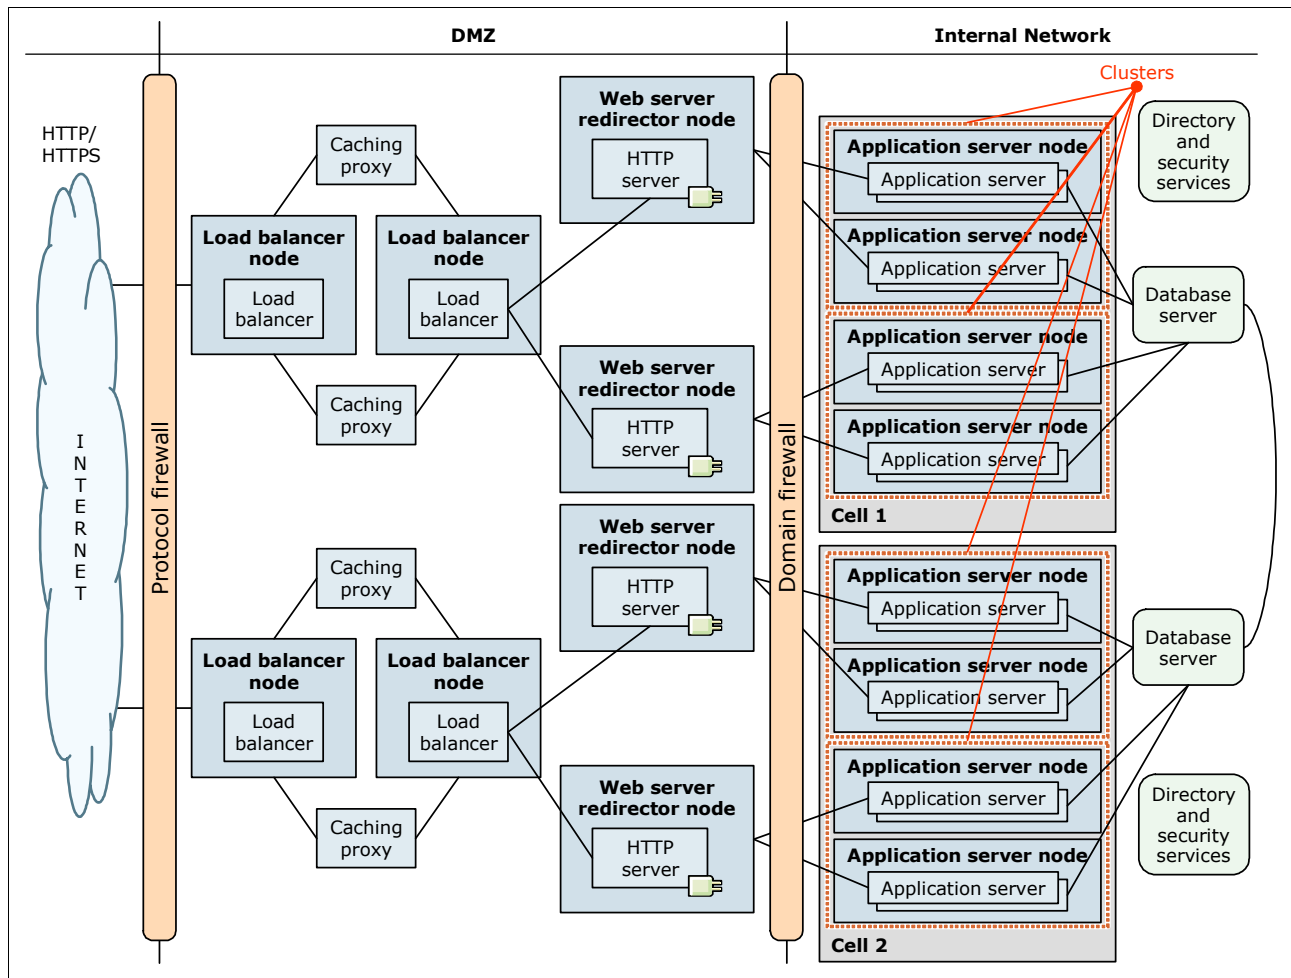 DMZ
Internal Network
Clusters
HTTP/
HTTPS
I
N
T
E
R
N
E
T
Protocol firewall
Caching
proxy
Load balancer
node
Load
balancer
Load balancer
node
Load
balancer
Caching
proxy
Web server
redirector node
HTTP
server
Web server
redirector node
HTTP
server
Caching
proxy
Load balancer
node
Load
balancer
Load balancer
node
Load
balancer
Caching
proxy
Web server
redirector node
HTTP
server
Web server
redirector node
HTTP
server
Domain firewall
Application server node
Application server
Application server node
Application server
Application server node
Application server
Application server node
Application server
Cell 1
Application server node
Application server
Application server node
Application server
Application server node
Application server
Application server node
Application server
Cell 2
Directory
and
security
services
Database
server
Database
server
Directory
and
security
services